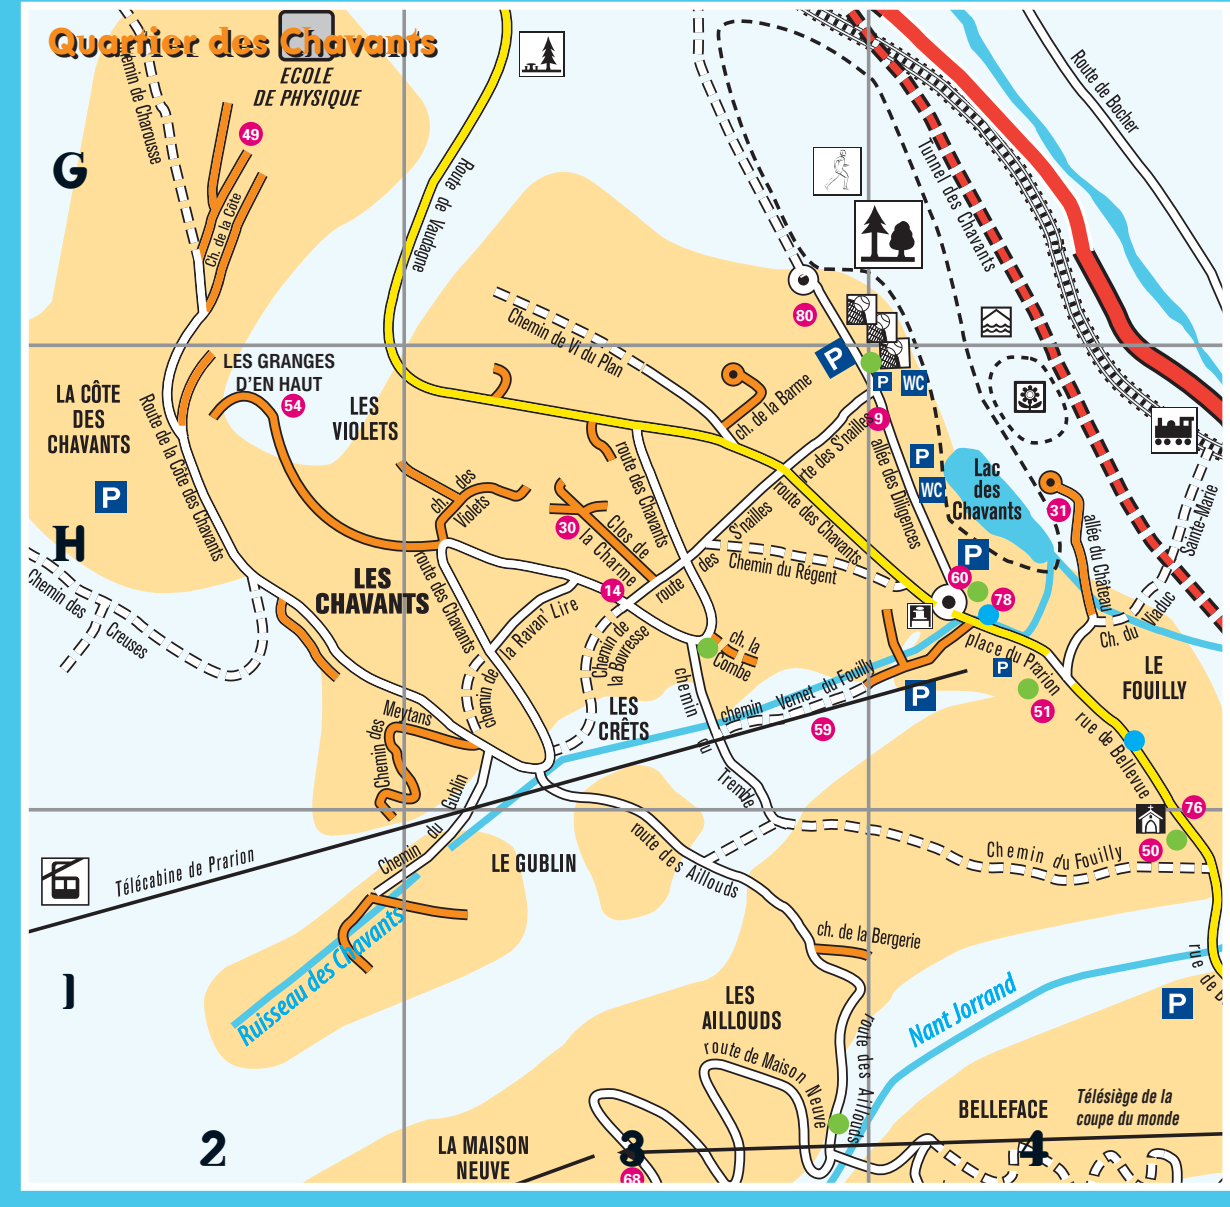 Quartier des Chavants
ECOLE
DE PHYSIQUE
Chemin de Charousse
49
G
Ch. de la Côte
Route de Vaudagne
Route de Bocher
Tunnel des Chavants
80
Chemin de Vi du Plan
LES GRANGES
D'EN HAUT
54
LA CÔTE
DES
CHAVANTS
P
LES
VIOLETS
Route de la Côte des Chavants
ch. de la Barme
P
P
WC
9
rte des S'nailles
allée des Diligences
P
WC
Lac
des
Chavants
31
Sainte-Marie
allée du Château
ch. des
Violets
route des Chavants
route des Chavants
30
Clos de
la Charme
route des S'nailles
Chemin du Régent
H
Chemin des Creuses
LES
CHAVANTS
route des Chavants
14
P
60
78
Ch. du Viaduc
chemin de la Ravan' Lire
Chemin de
la Bovresse
ch. la
Combe
place du Prarion
P
LE
FOUILLY
51
P
LES
CRÊTS
chemin Vernet du Fouilly
59
chemin du Tremble
Chemin des Meytans
rue de Bellevue
76
50
Chemin du Gublin
Télécabine de Prarion
LE GUBLIN
route des Aillouds
Chemin du Fouilly
Ruisseau des Chavants
ch. de la Bergerie
I
LES
AILLOUDS
route des Aillouds
Nant Jorrand
rue de
P
route de Maison Neuve
BELLEFACE
Télésiège de la
coupe du monde
2
LA MAISON
NEUVE
3
68
4